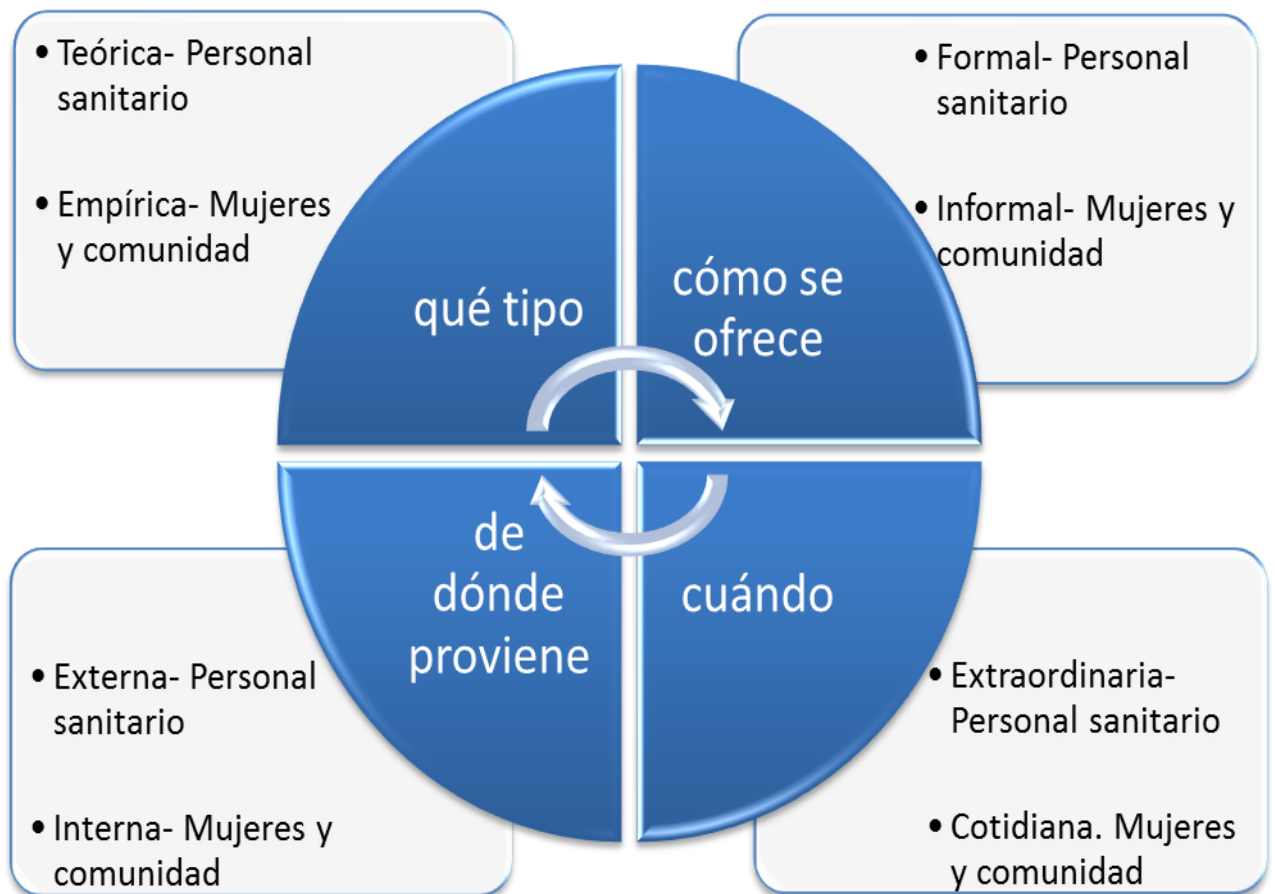 • Teórica- Personal
sanitario
• Empírica- Mujeres
y comunidad
• Formal- Personal
sanitario
• Informal- Mujeres y
comunidad
qué tipo
cómo se
ofrece
de
dónde
proviene
cuándo
• Externa- Personal
sanitario
• Interna- Mujeres y
comunidad
• Extraordinaria-
Personal sanitario
• Cotidiana. Mujeres
y comunidad